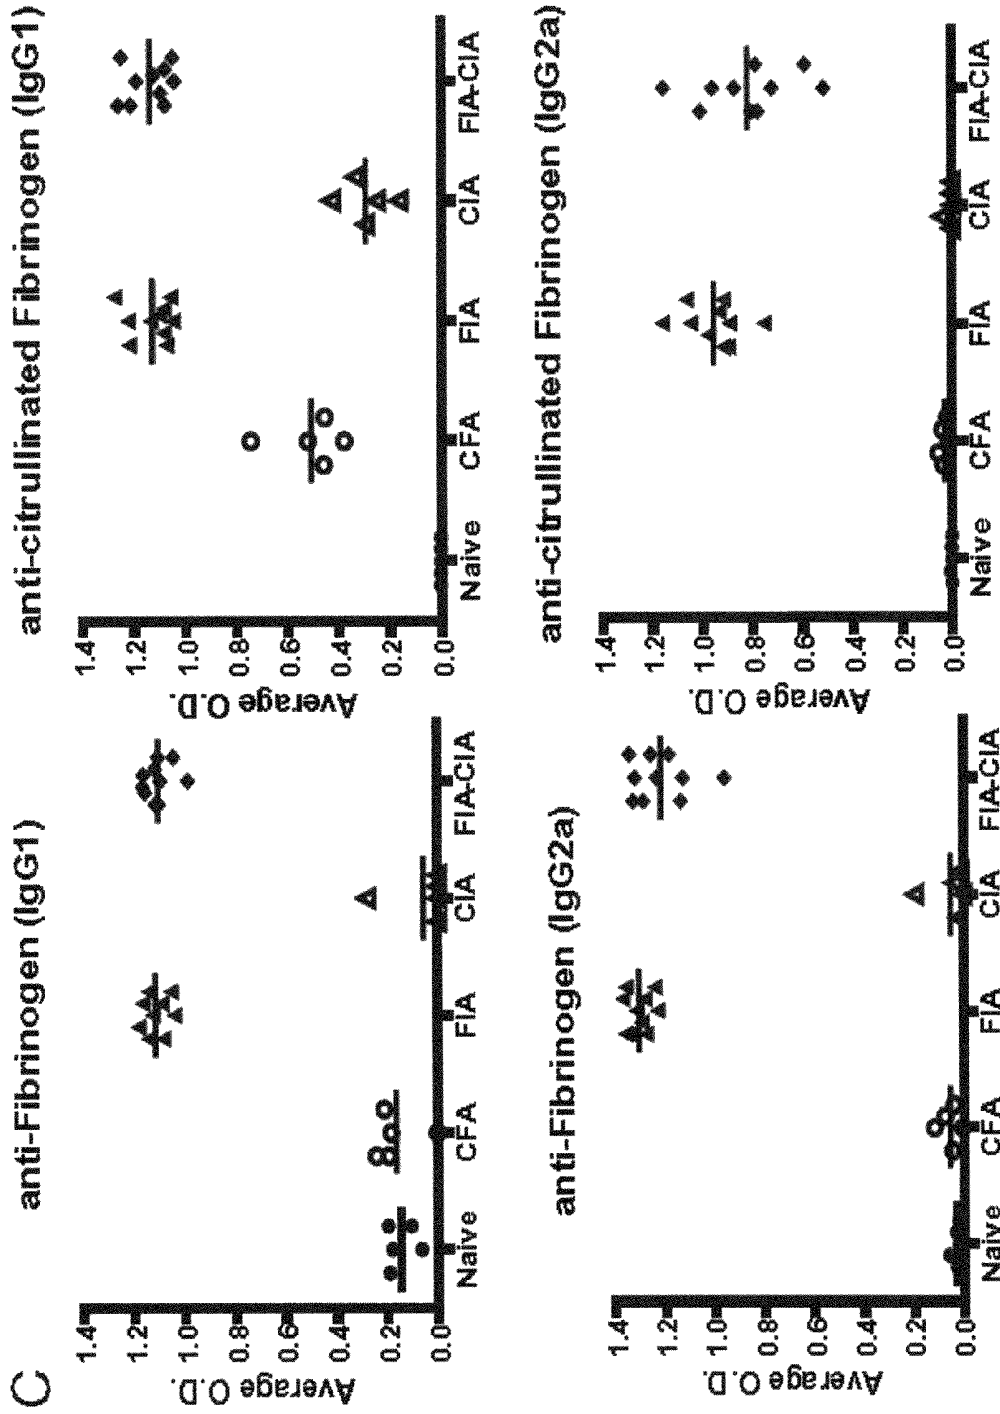 C
anti-Fibrinogen (IgG1)
Average O.D.
1.4
1.2
1.0
0.8
0.6
0.4
0.2
0.0
Naive CFA FIA CIA FIA-CIA
anti-citrullinated Fibrinogen (IgG1)
Average O.D.
1.4
1.2
1.0
0.8
0.6
0.4
0.2
0.0
Naive CFA FIA CIA FIA-CIA
anti-Fibrinogen (IgG2a)
Average O.D.
1.4
1.2
1.0
0.8
0.6
0.4
0.2
0.0
Naive CFA FIA CIA FIA-CIA
anti-citrullinated Fibrinogen (IgG2a)
Average O.D.
1.4
1.2
1.0
0.8
0.6
0.4
0.2
0.0
Naive CFA FIA CIA FIA-CIA